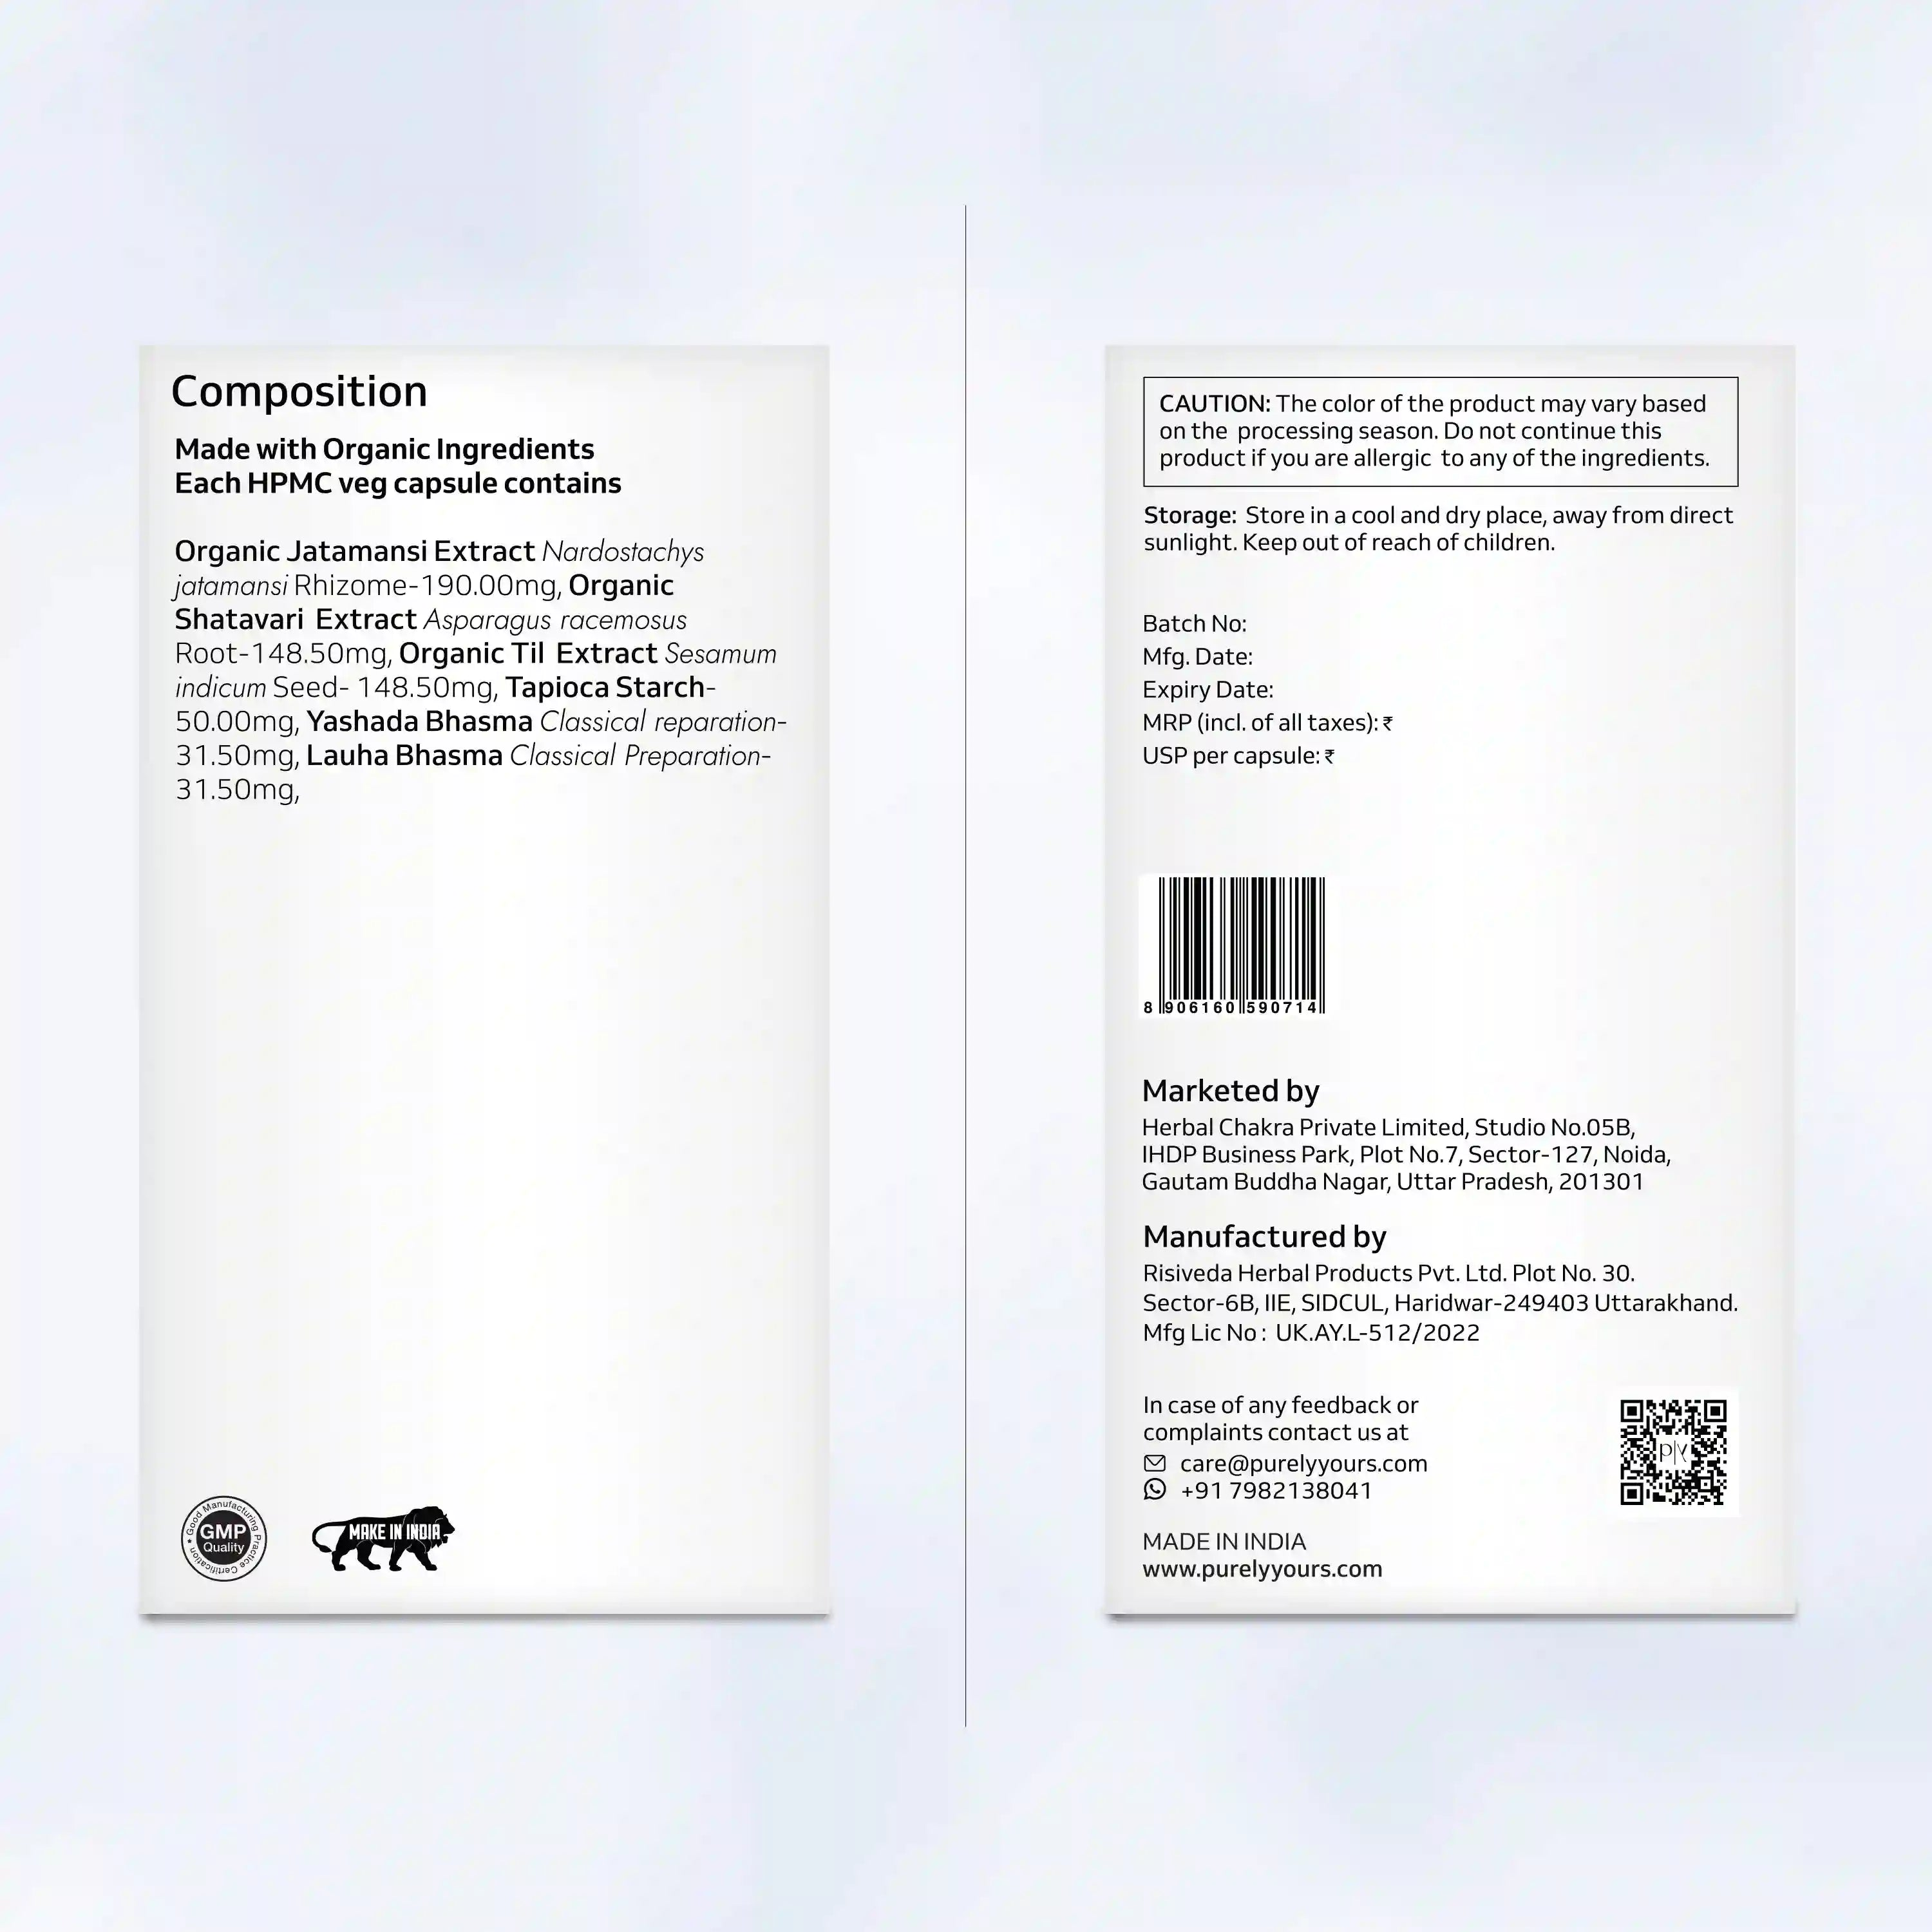 Composition
Made with Organic Ingredients
Each HPMC veg capsule contains
Organic Jatamansi Extract Nardostachys
jatamansi Rhizome-190.00mg, Organic
Shatavari Extract Asparagus racemosus
Root-148.50mg, Organic Til Extract Sesamum
indicum Seed- 148.50mg, Tapioca Starch-
50.00mg, Yashada Bhasma Classical reparation-
31.50mg, Lauha Bhasma Classical Preparation-
31.50mg,
Good Manufacturing Practice Certification
GMP
Quality
MAKE IN INDIA
CAUTION: The color of the product may vary based
on the processing season. Do not continue this
product if you are allergic to any of the ingredients.
Storage: Store in a cool and dry place, away from direct
sunlight. Keep out of reach of children.
Batch No:
Mfg. Date:
Expiry Date:
MRP (incl. of all taxes): ₹
USP per capsule: ₹
8 906160 590714
Marketed by
Herbal Chakra Private Limited, Studio No.05B,
IHDP Business Park, Plot No.7, Sector-127, Noida,
Gautam Buddha Nagar, Uttar Pradesh, 201301
Manufactured by
Risiveda Herbal Products Pvt. Ltd. Plot No. 30.
Sector-6B, IIE, SIDCUL, Haridwar-249403 Uttarakhand.
Mfg Lic No : UK.AY.L-512/2022
In case of any feedback or
complaints contact us at
care@purelyyours.com
+91 7982138041
p|y
MADE IN INDIA
www.purelyyours.com